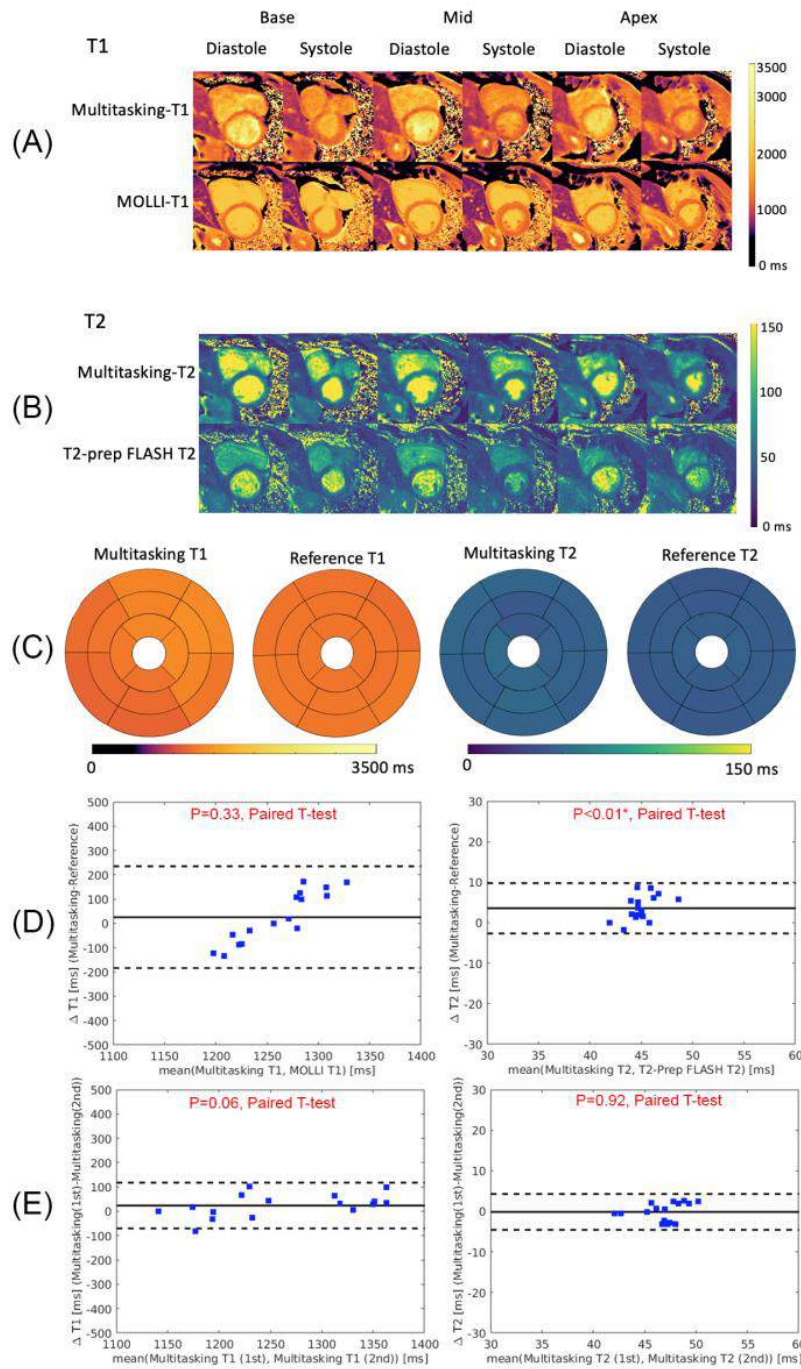 Base Mid Apex
T1 Diastole Systole Diastole Systole Diastole Systole
3500
Multitasking-T1
3000
(A)
2000
MOLLI-T1
1000
0 ms
T2
150
Multitasking-T2
100
(B)
T2-prep FLASH T2
50
0 ms
Multitasking T1 Reference T1 Multitasking T2 Reference T2
(C)
0 3500 ms 0 150 ms
(D)
P=0.33, Paired T-test
Δ T1 [ms] (Multitasking-Reference)
500
400
300
200
100
0
-100
-200
-300
-400
-500
1100 1150 1200 1250 1300 1350 1400
mean(Multitasking T1, MOLLI T1) [ms]
P<0.01*, Paired T-test
Δ T2 [ms] (Multitasking-Reference)
30
20
10
0
-10
-20
-30
30 35 40 45 50 55 60
mean(Multitasking T2, T2-Prep FLASH T2) [ms]
(E)
P=0.06, Paired T-test
Δ T1 [ms] (Multitasking(1st)-Multitasking(2nd))
500
400
300
200
100
0
-100
-200
-300
-400
-500
1100 1150 1200 1250 1300 1350 1400
mean(Multitasking T1 (1st), Multitasking T1 (2nd)) [ms]
P=0.92, Paired T-test
Δ T2 [ms] (Multitasking(1st)-Multitasking(2nd))
30
20
10
0
-10
-20
-30
30 35 40 45 50 55 60
mean(Multitasking T2 (1st), Multitasking T2 (2nd)) [ms]